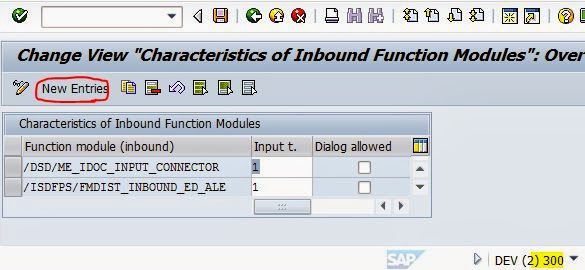 Change View "Characteristics of Inbound Function Modules": Over
New Entries
Characteristics of Inbound Function Modules
Function module (inbound) Input t. Dialog allowed
/DSD/ME_IDOC_INPUT_CONNECTOR 1
/ISDFPS/FMDIST_INBOUND_ED_ALE 1
SAP DEV (2) 300